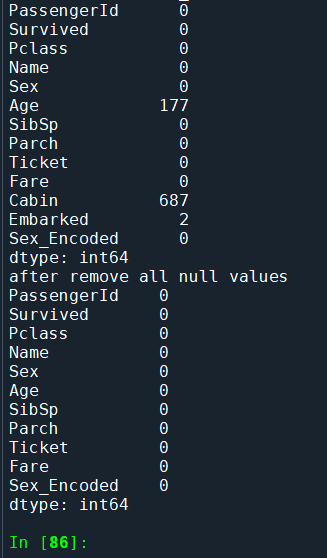 PassengerId 0
Survived 0
Pclass 0
Name 0
Sex 0
Age 177
SibSp 0
Parch 0
Ticket 0
Fare 0
Cabin 687
Embarked 2
Sex_Encoded 0
dtype: int64
after remove all null values
PassengerId 0
Survived 0
Pclass 0
Name 0
Sex 0
Age 0
SibSp 0
Parch 0
Ticket 0
Fare 0
Sex_Encoded 0
dtype: int64
In [86]: